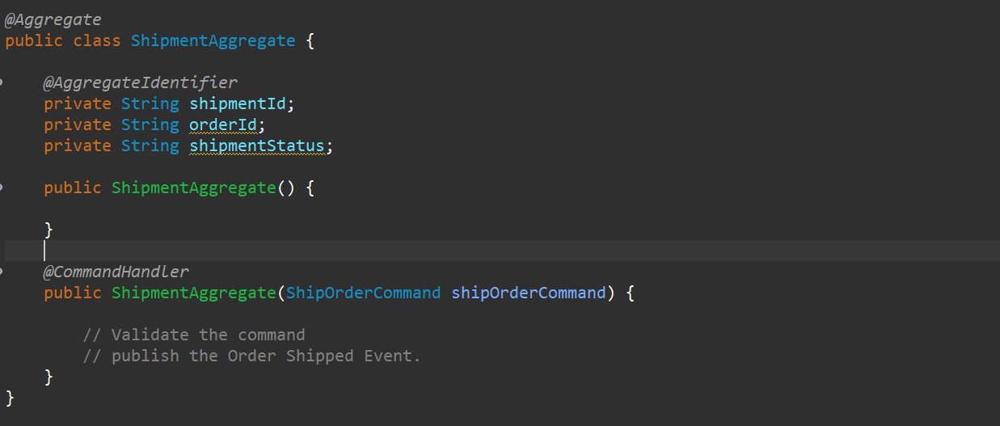 @Aggregate
public class ShipmentAggregate {
@AggregateIdentifier
private String shipmentId;
private String orderId;
private String shipmentStatus;
public ShipmentAggregate() {
}
@CommandHandler
public ShipmentAggregate(ShipOrderCommand shipOrderCommand) {
// Validate the command
// publish the Order Shipped Event.
}
}